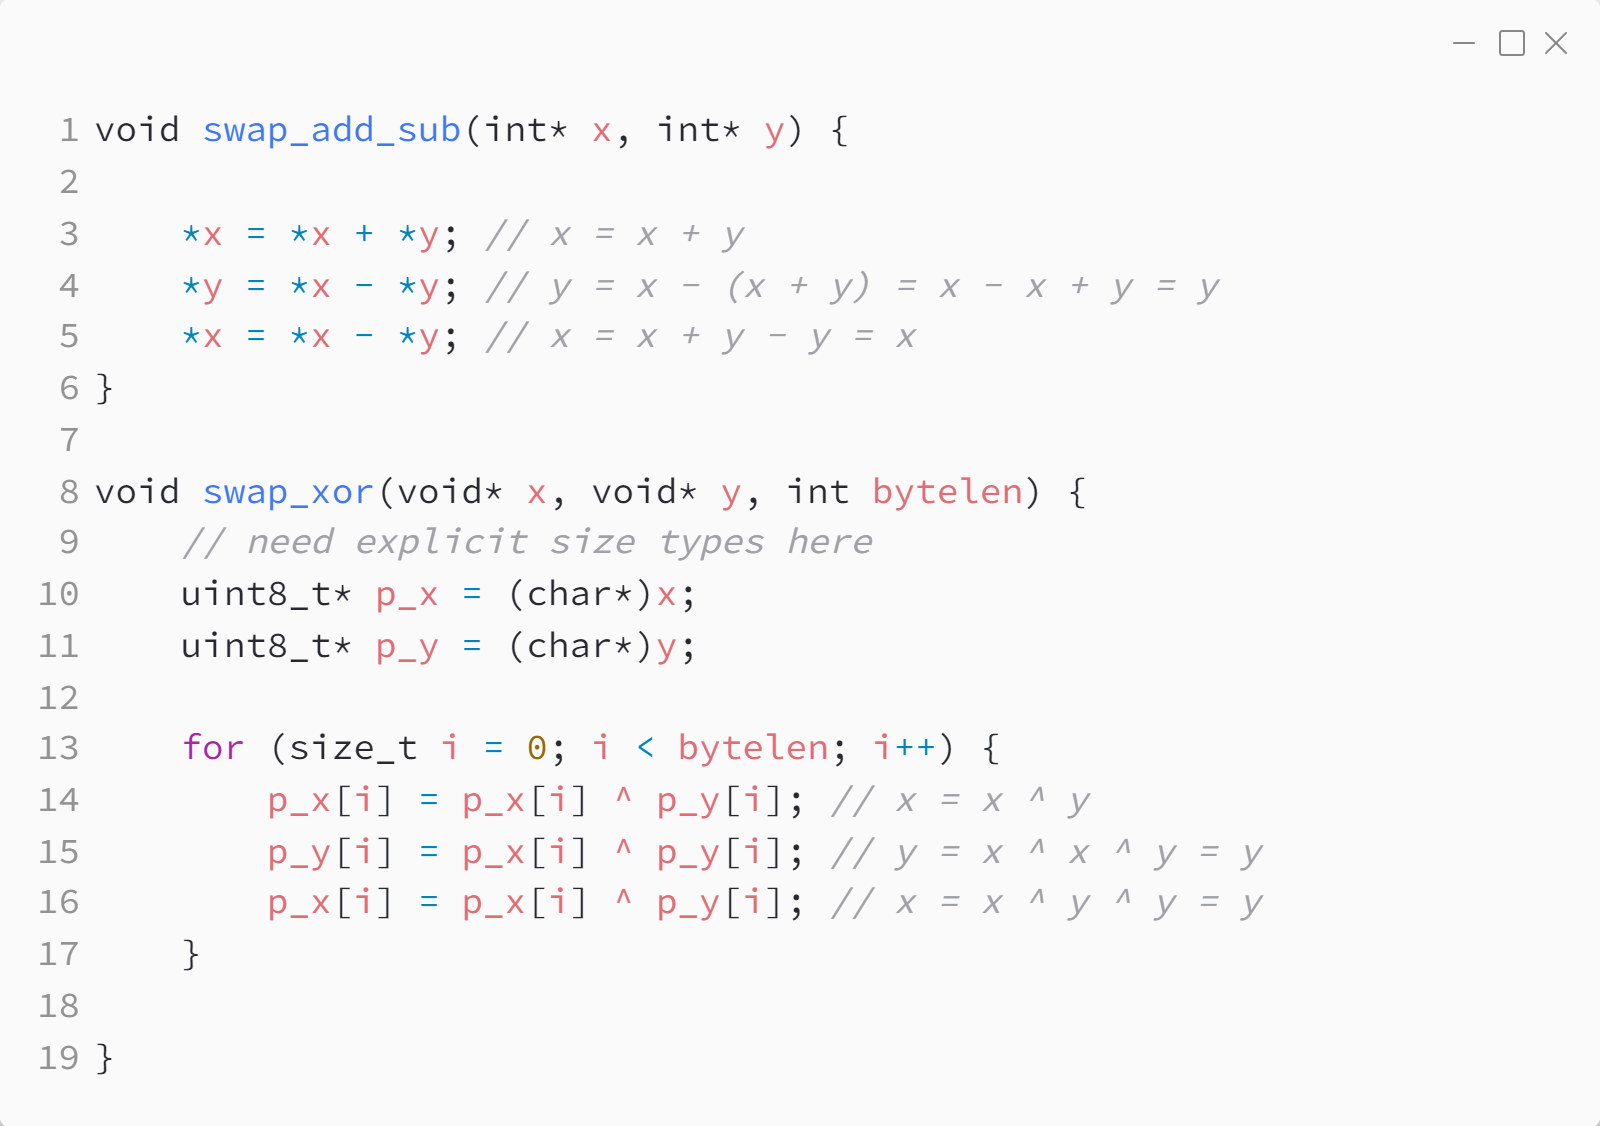 1 void swap_add_sub(int* x, int* y) {
2
3     *x = *x + *y; // x = x + y
4     *y = *x - *y; // y = x - (x + y) = x - x + y = y
5     *x = *x - *y; // x = x + y - y = x
6 }
7
8 void swap_xor(void* x, void* y, int bytelen) {
9     // need explicit size types here
10     uint8_t* p_x = (char*)x;
11     uint8_t* p_y = (char*)y;
12
13     for (size_t i = 0; i < bytelen; i++) {
14         p_x[i] = p_x[i] ^ p_y[i]; // x = x ^ y
15         p_y[i] = p_x[i] ^ p_y[i]; // y = x ^ x ^ y = y
16         p_x[i] = p_x[i] ^ p_y[i]; // x = x ^ y ^ y = y
17     }
18
19 }